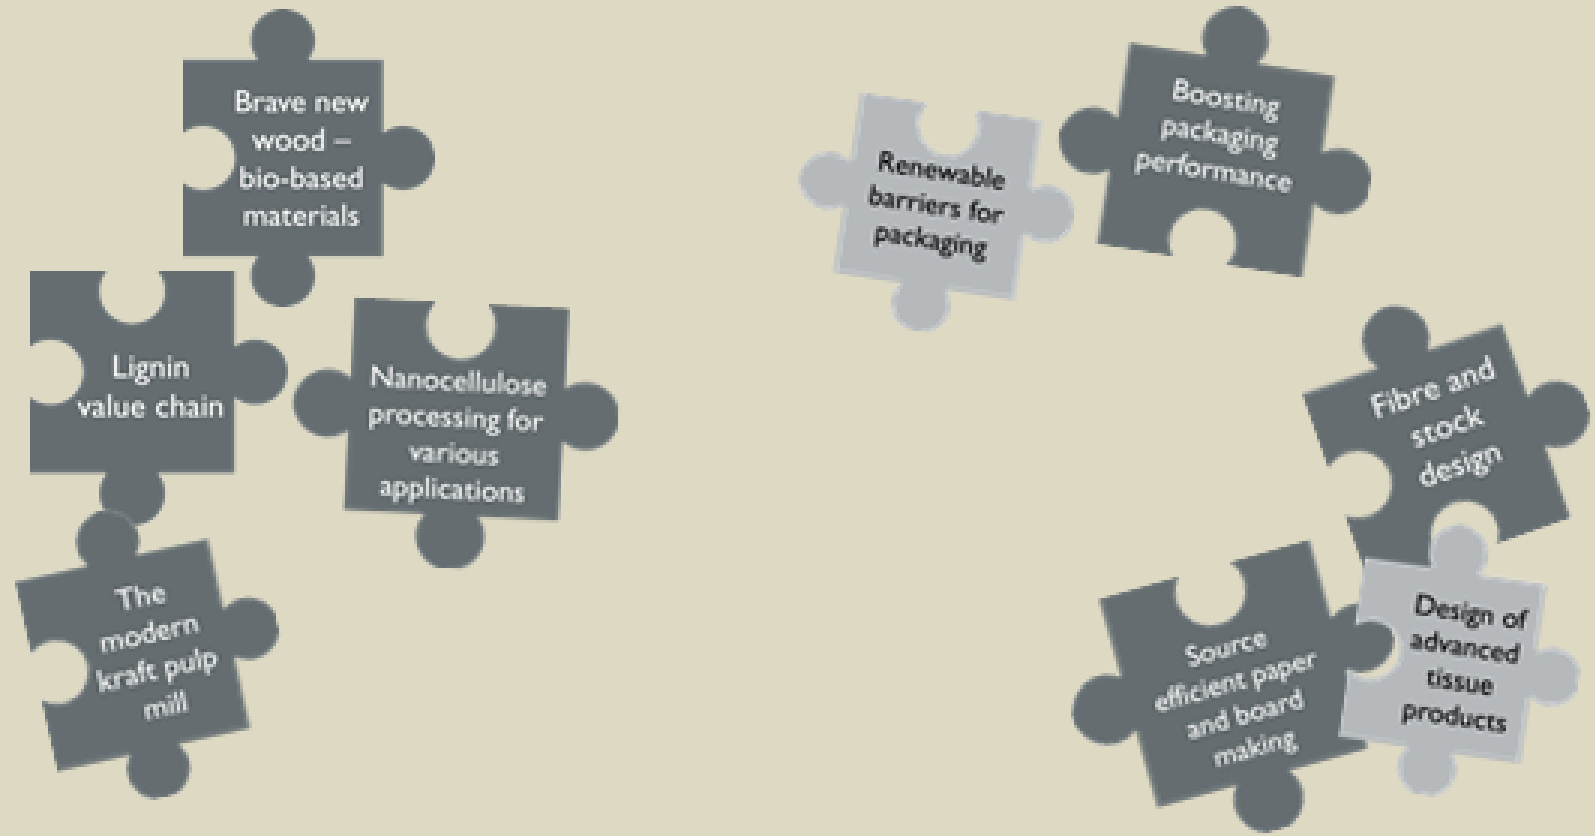 Brave new
wood –
bio-based
materials
Lignin
value chain
Nanocellulose
processing for
various
applications
The
modern
kraft pulp
mill
Renewable
barriers for
packaging
Boosting
packaging
performance
Fibre and
stock
design
Source
efficient paper
and board
making
Design of
advanced
tissue
products